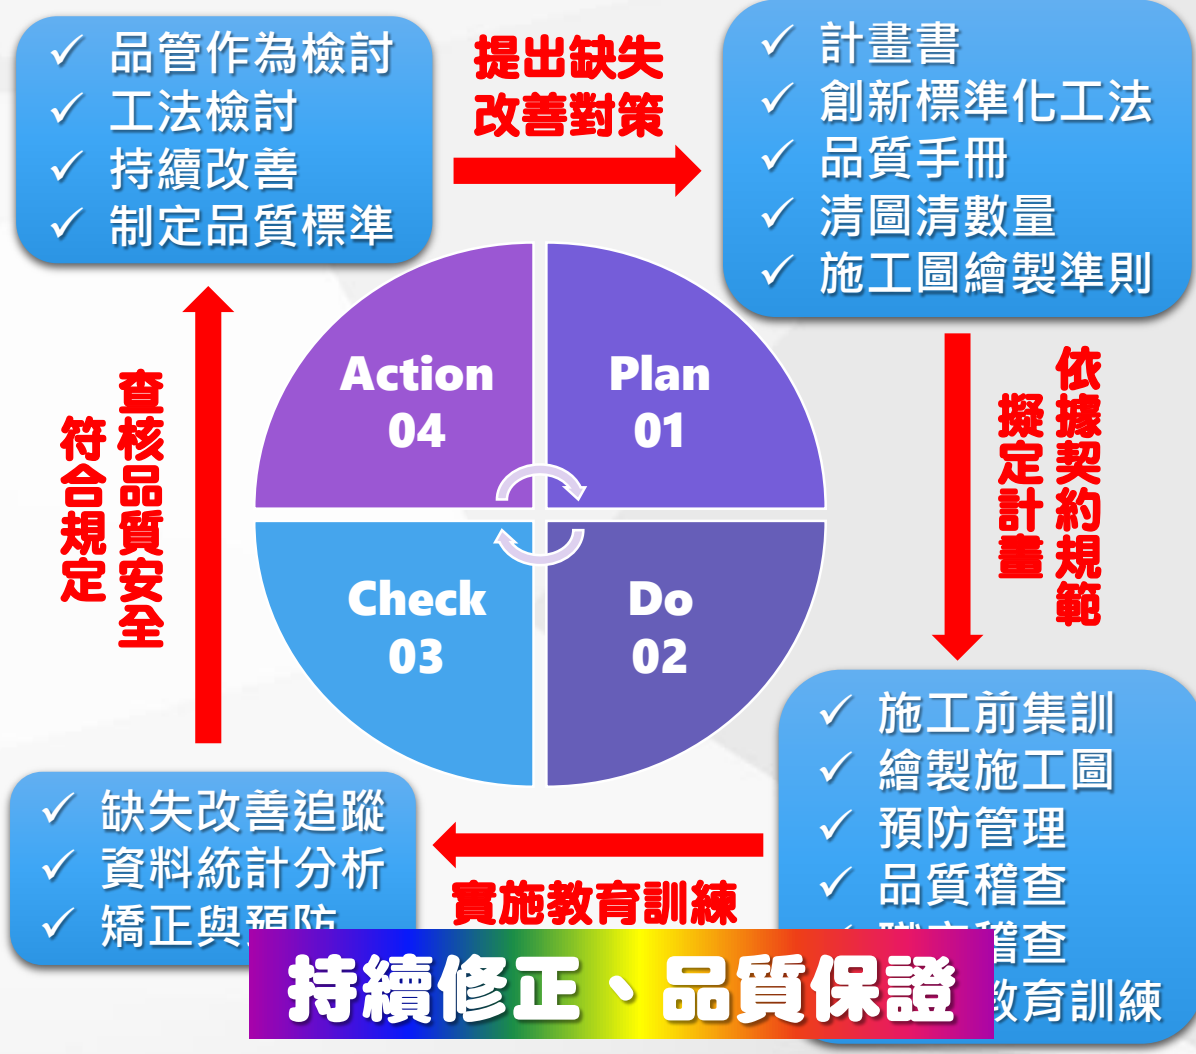 品管作為檢討
工法檢討
持續改善
制定品質標準
提出缺失
改善對策
計畫書
創新標準化工法
品質手冊
清圖清數量
施工圖繪製準則
Action
04
Plan
01
查核品質安全
符合規定
依據契約規範
擬定計畫
Check
03
Do
02
施工前集訓
繪製施工圖
預防管理
品質稽查
稽查
教育訓練
缺失改善追蹤
資料統計分析
矯正與預防
實施教育訓練
持續修正、品質保證